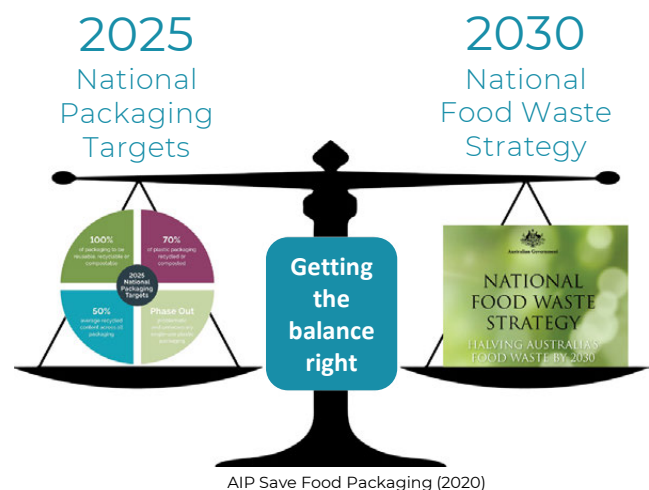 2025
National
Packaging
Targets
2030
National
Food Waste
Strategy
100%
of packaging to be
reusable, recyclable or
compostable
70%
of plastic packaging
recycled or
composted
2025
National
Packaging
Targets
50%
average recycled
content across all
packaging
Phase Out
packaging
Getting
the
balance
right
Australian Government
NATIONAL
FOOD WASTE
STRATEGY
HALVING AUSTRALIA'S
FOOD WASTE BY 2030
AIP Save Food Packaging (2020)